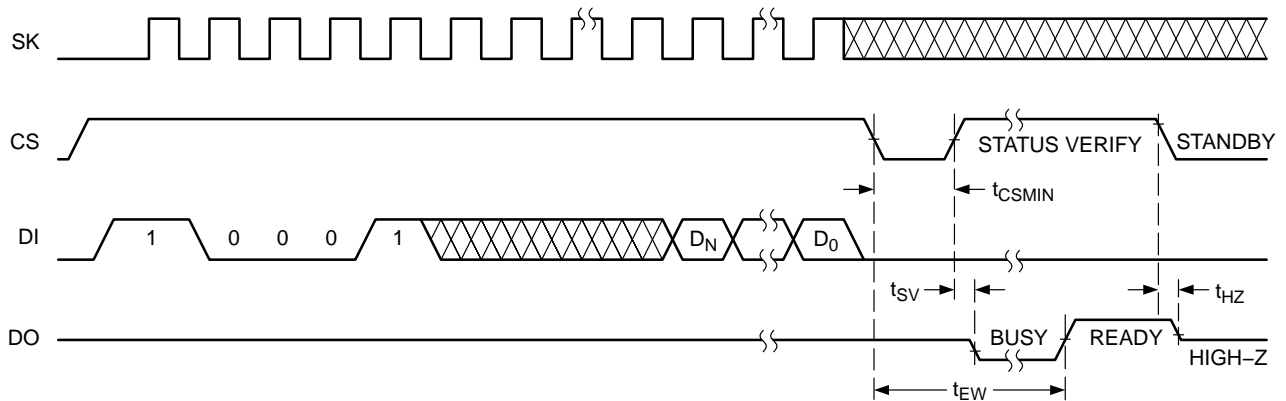 SK
CS
STATUS VERIFY
STANDBY
tCSMIN
DI
1 0 0 0 1
DN
D0
tSV
tHZ
DO
BUSY
READY
HIGH–Z
tEW